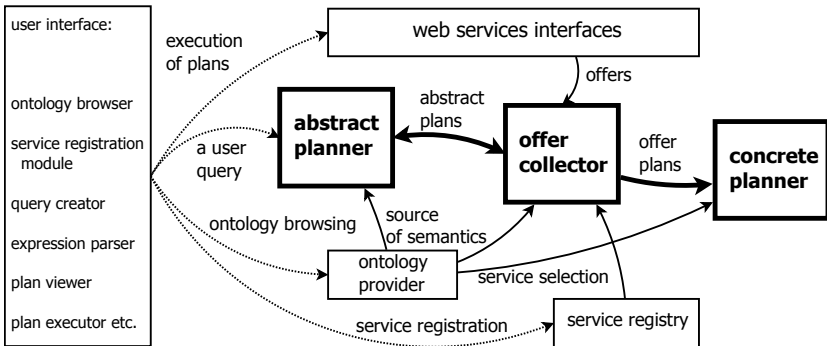 user interface:
ontology browser
service registration
module
query creator
expression parser
plan viewer
plan executor etc.
execution
of plans
web services interfaces
offers
abstract
planner
abstract
plans
a user
query
offer
collector
offer
plans
concrete
planner
ontology browsing
source
of semantics
ontology
provider
service selection
service registration
service registry